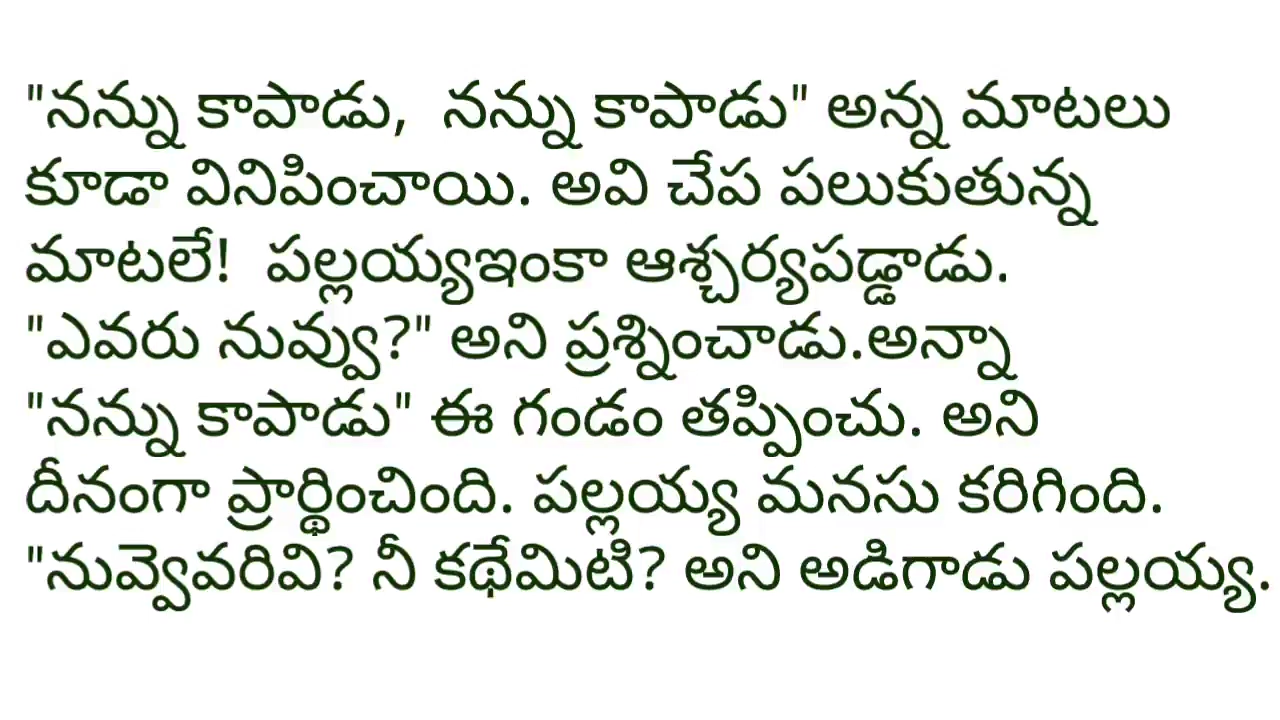 "నన్ను కాపాడు,  నన్ను కాపాడు" అన్న మాటలు
కూడా వినిపించాయి. అవి చేప పలుకుతున్న
మాటలే!  పల్లయ్యఇంకా ఆశ్చర్యపడ్డాడు.
"ఎవరు నువ్వు?" అని ప్రశ్నించాడు.అన్నా
"నన్ను కాపాడు" ఈ గండం తప్పించు. అని
దీనంగా ప్రార్థించింది. పల్లయ్య మనసు కరిగింది.
"నువ్వెవరివి? నీ కథేమిటి? అని అడిగాడు పల్లయ్య.